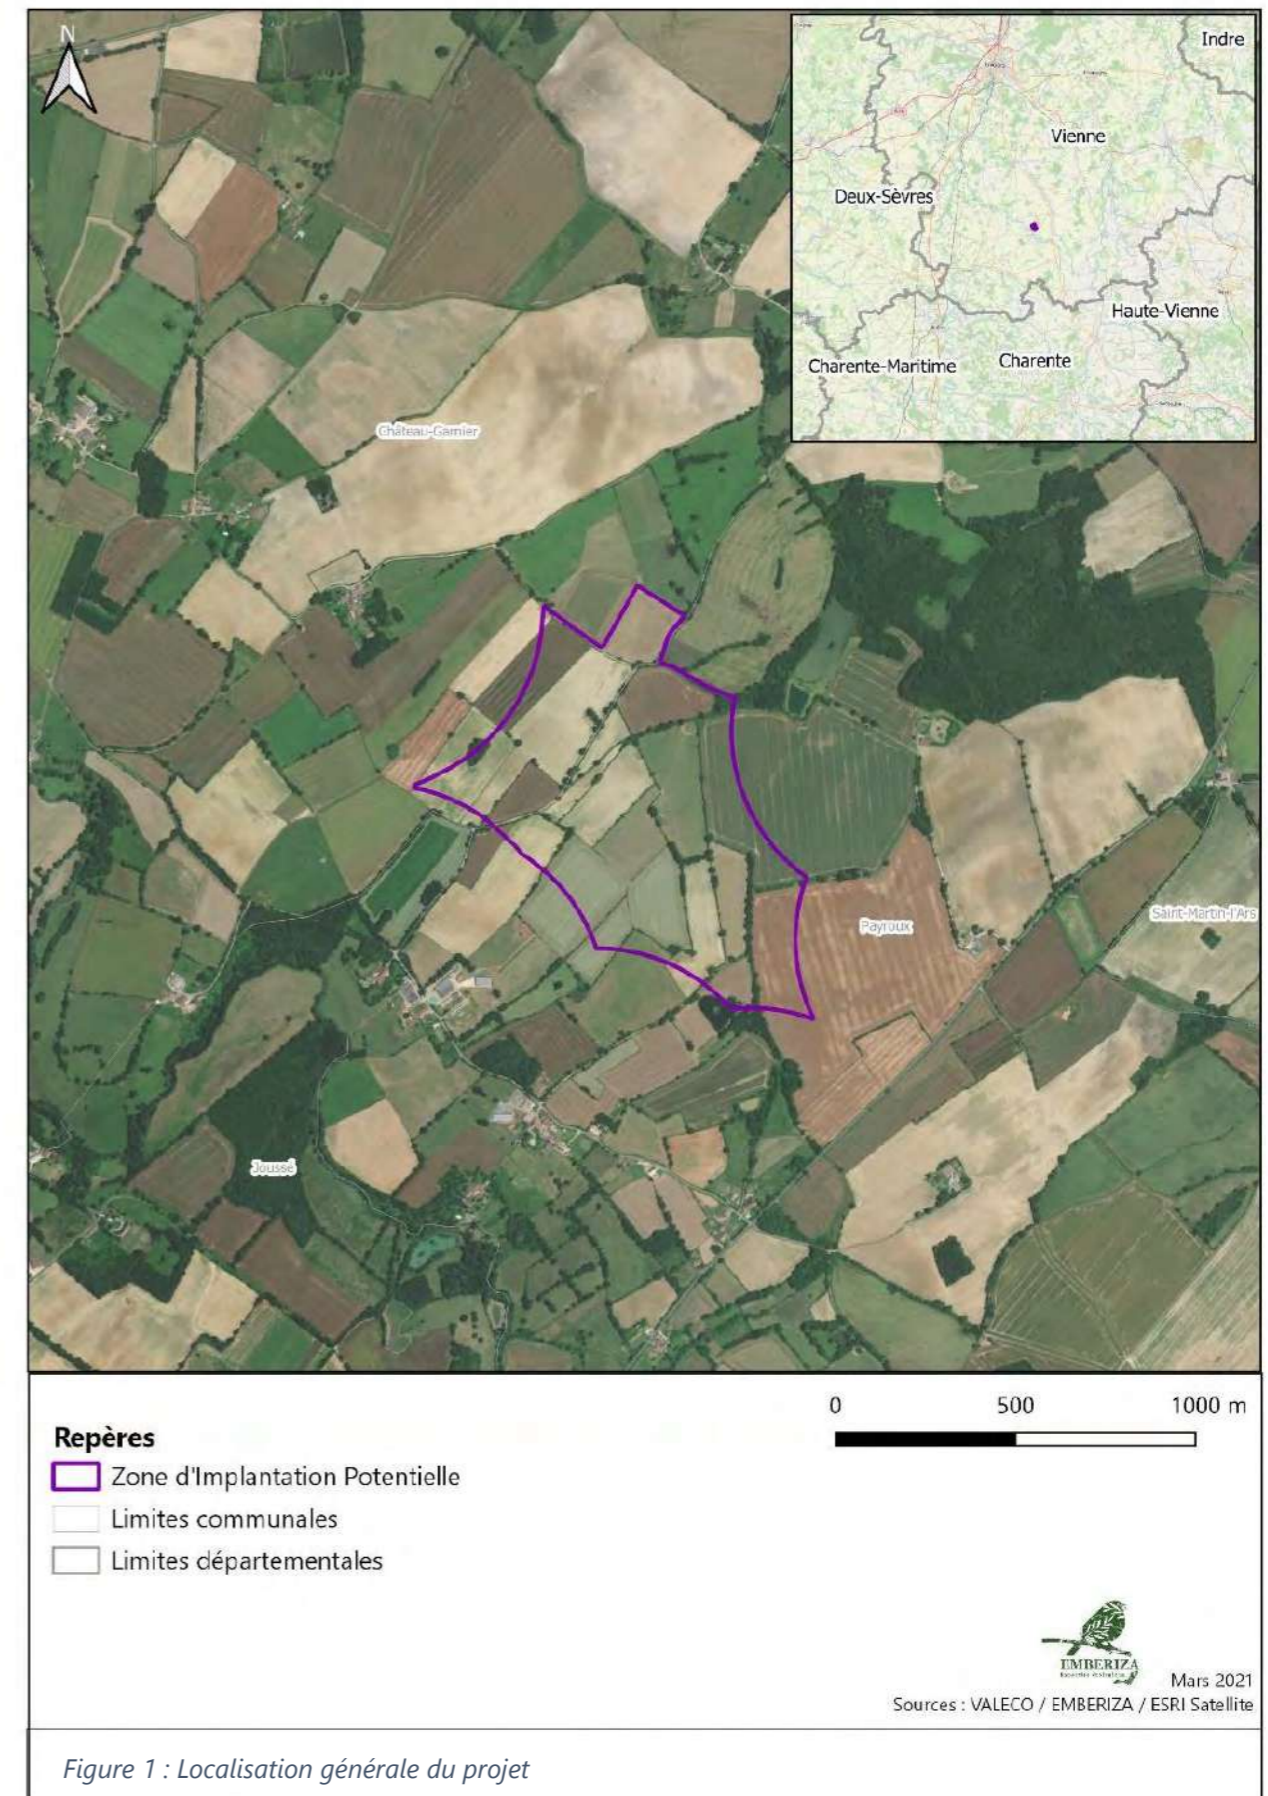 N
Indre
Vienne
Deux-Sèvres
Haute-Vienne
Charente-Maritime
Charente
Château-Garnier
Payroux
Saint-Martin-l'Ars
Joussé
0 500 1000 m
Repères
Zone d'Implantation Potentielle
Limites communales
Limites départementales
EMBERIZA
Mars 2021
Sources : VALECO / EMBERIZA / ESRI Satellite
Figure 1 : Localisation générale du projet